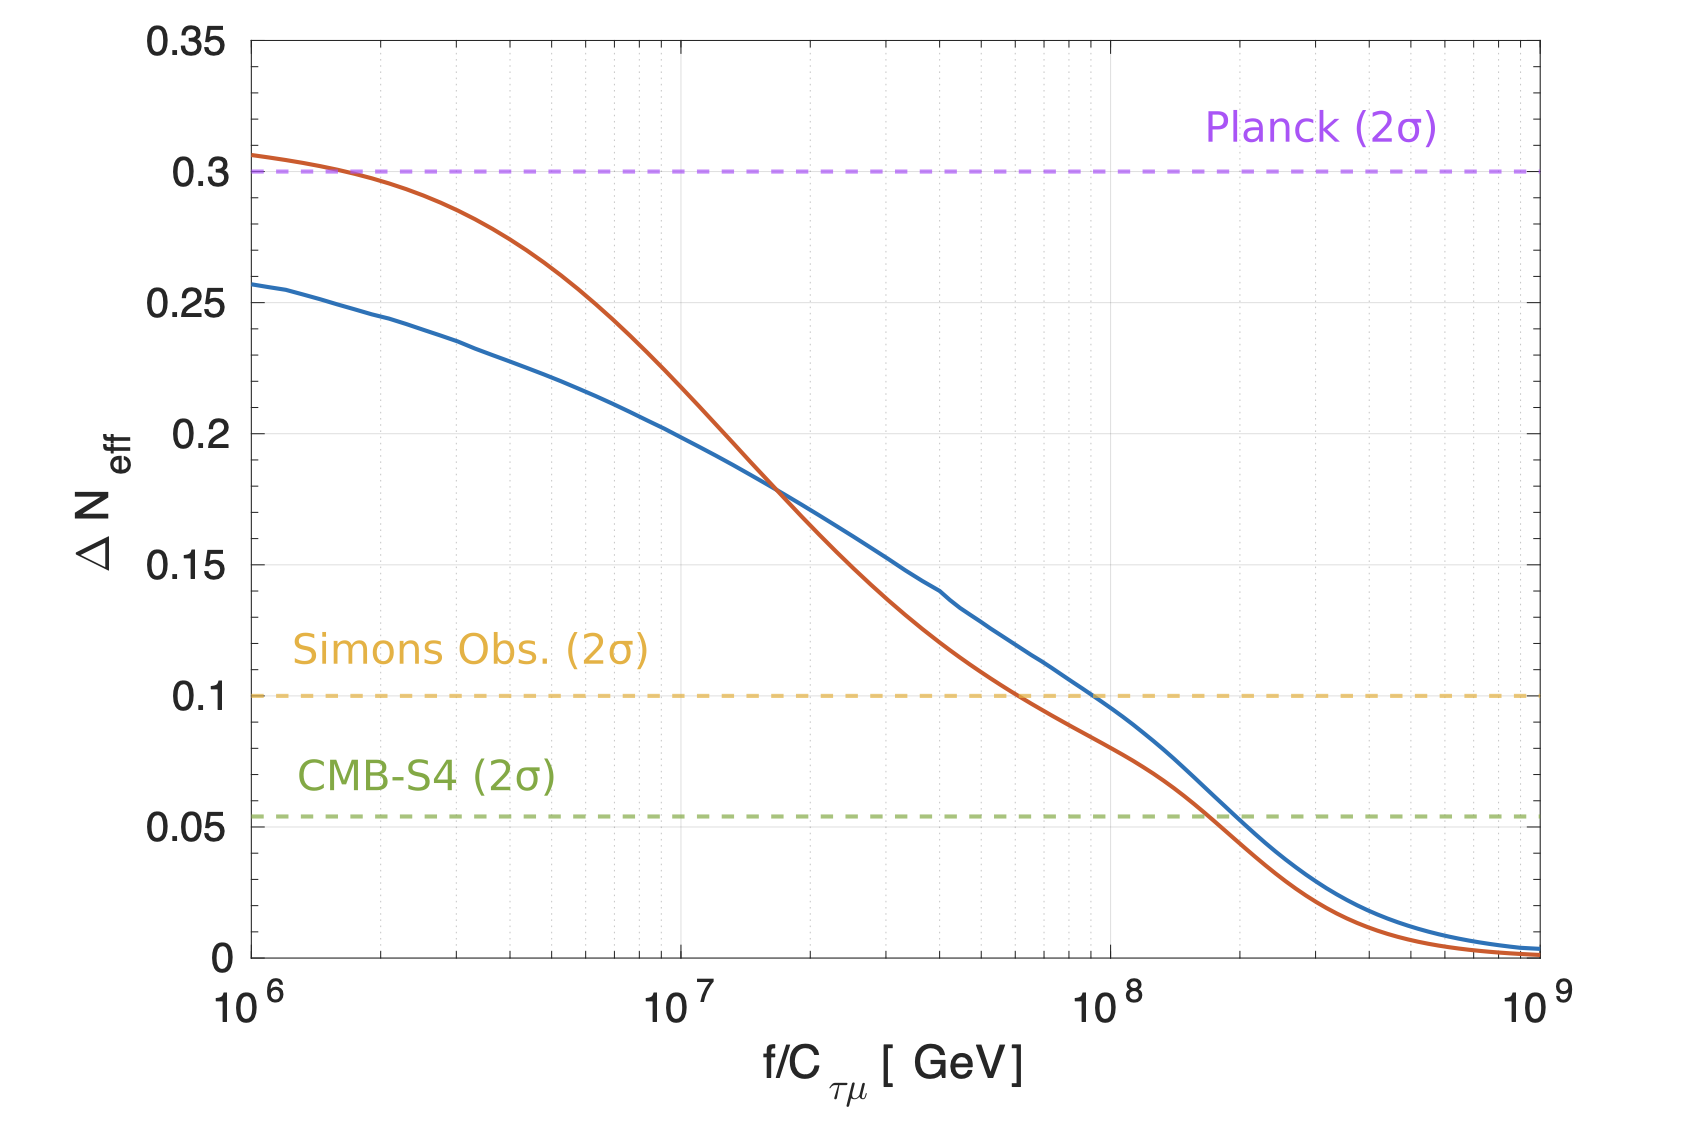 0.35
0.3
0.25
0.2
0.15
0.1
0.05
0
Δ N eff
Planck (2σ)
Simons Obs. (2σ)
CMB-S4 (2σ)
10^6 10^7 10^8 10^9
f/C_τμ [ GeV]